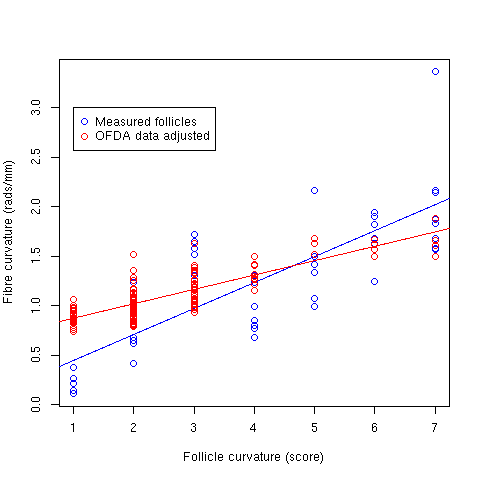 Measured follicles
OFDA data adjusted
Fibre curvature (rads/mm)
3.0
2.5
2.0
1.5
1.0
0.5
0.0
1 2 3 4 5 6 7
Follicle curvature (score)